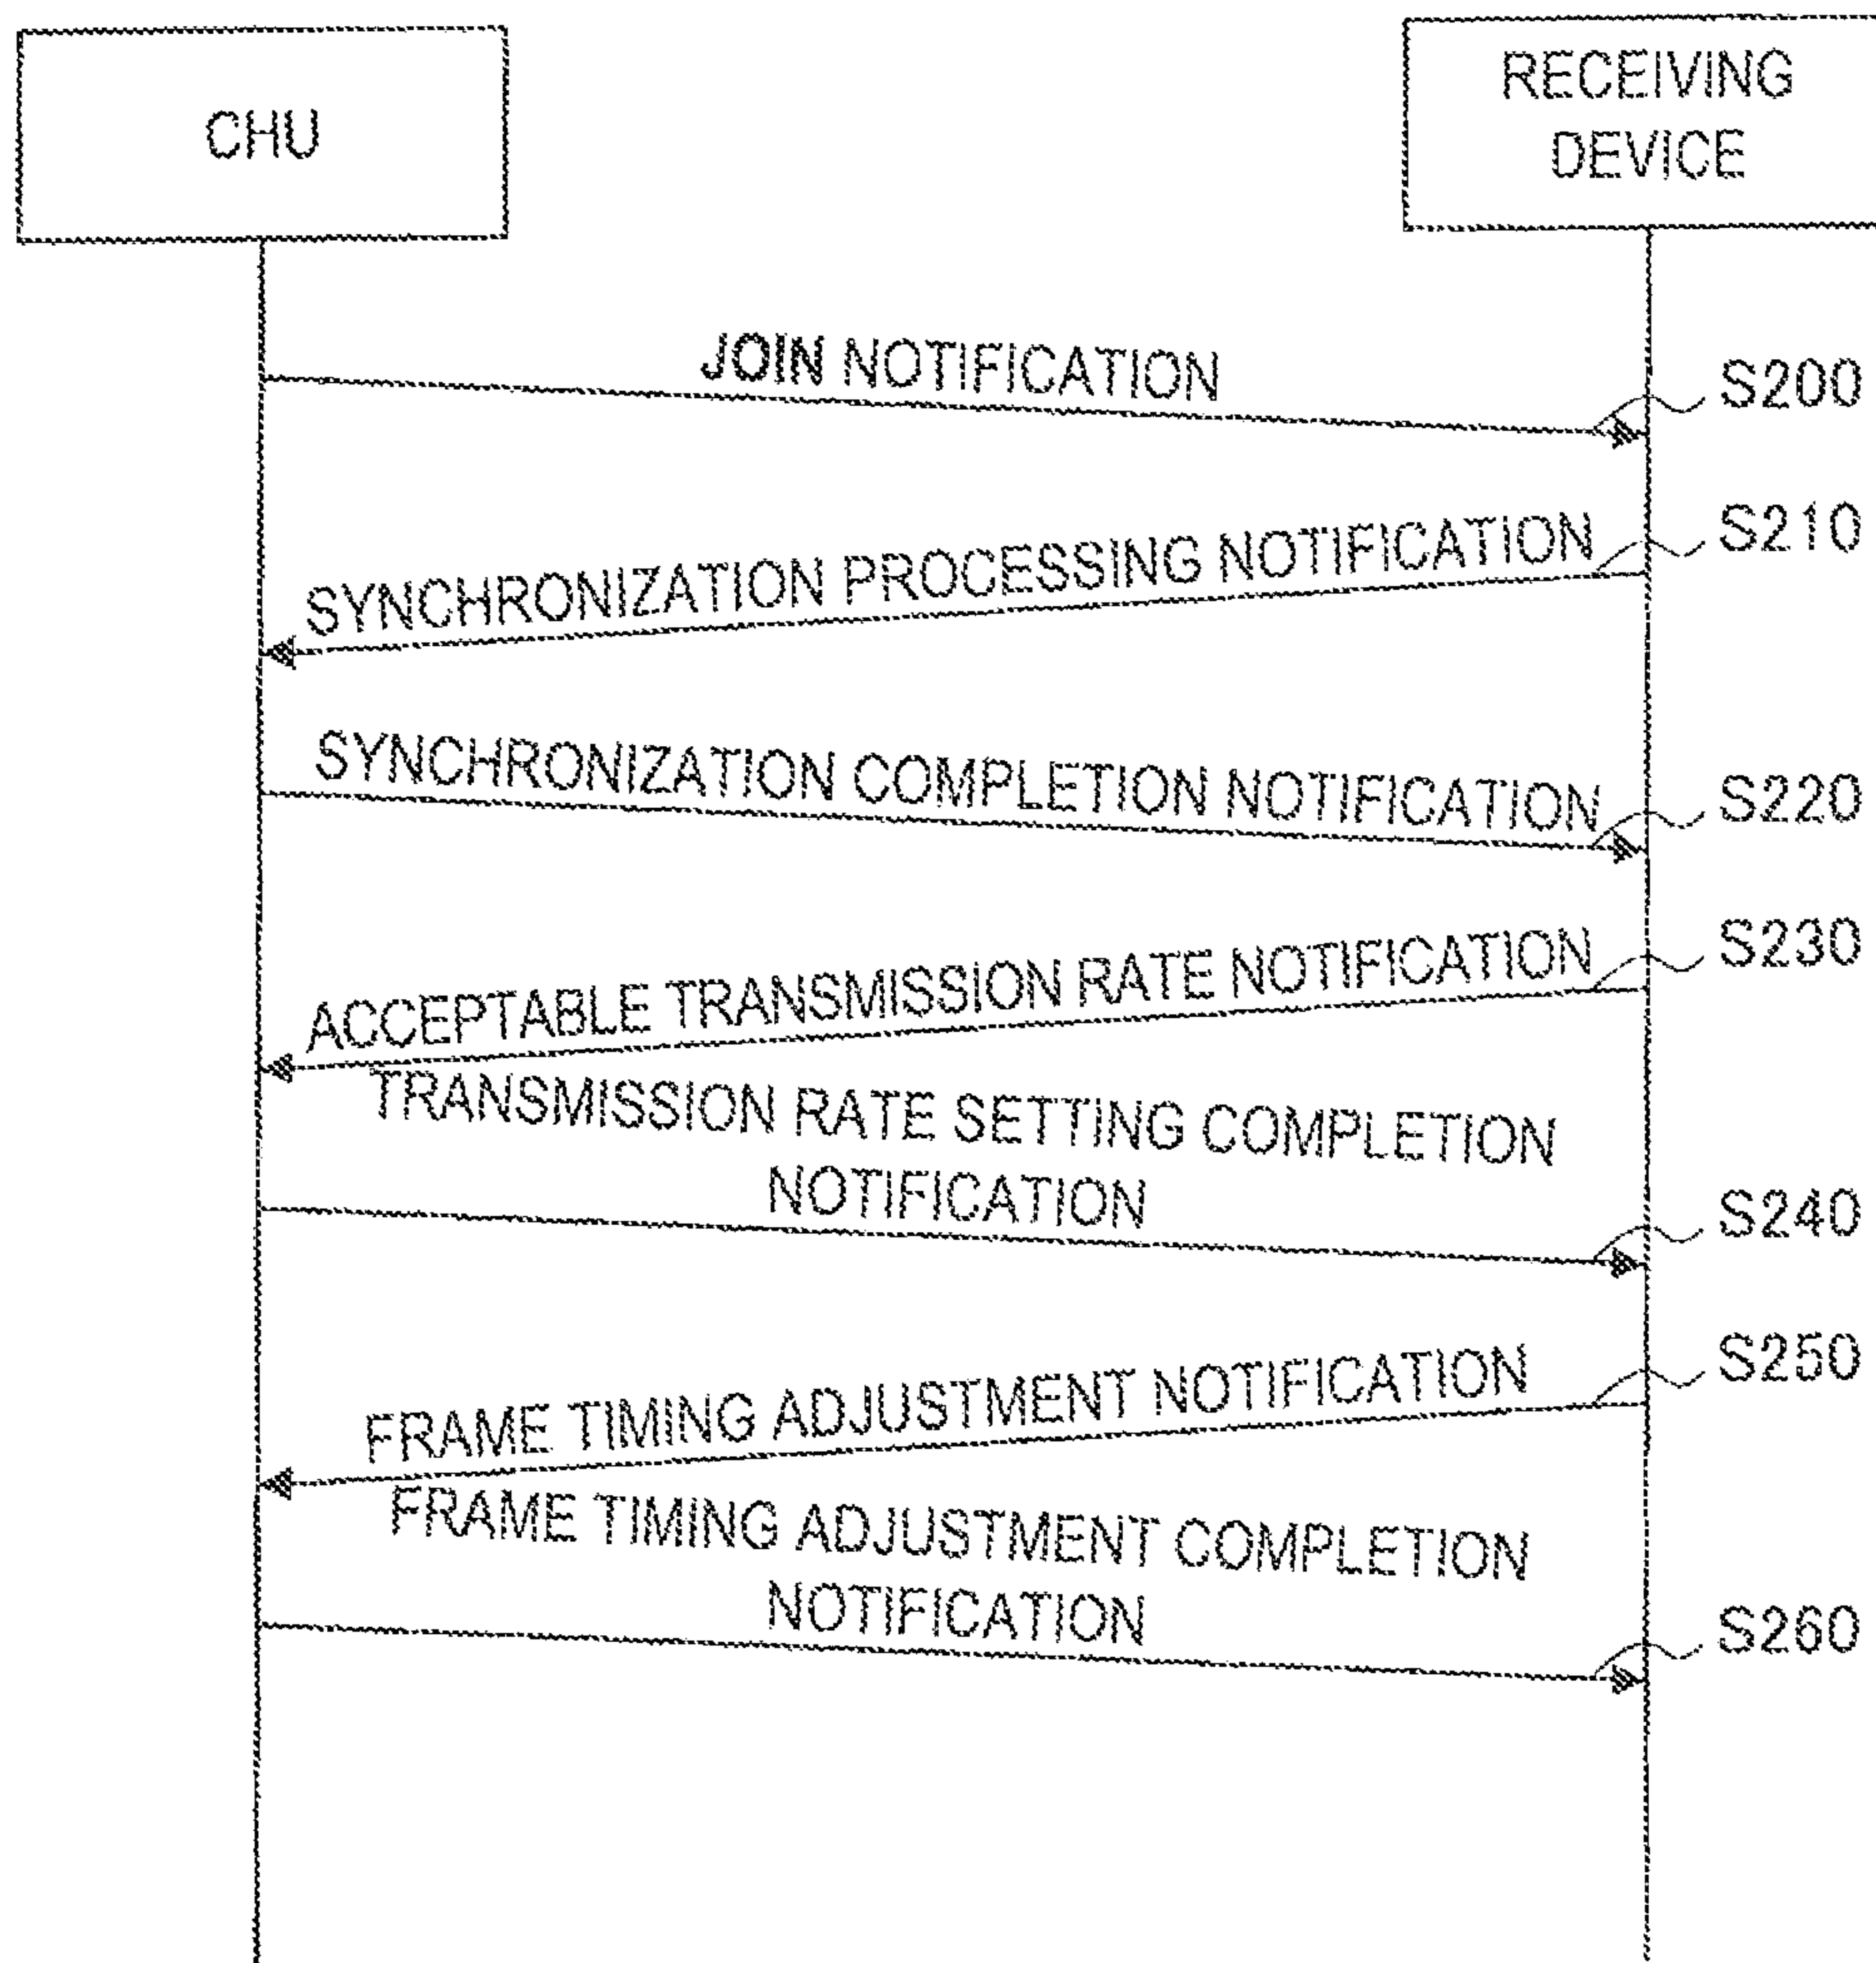 CHU
RECEIVING
DEVICE
JOIN NOTIFICATION
S200
SYNCHRONIZATION PROCESSING NOTIFICATION
S210
SYNCHRONIZATION COMPLETION NOTIFICATION
S220
ACCEPTABLE TRANSMISSION RATE NOTIFICATION
S230
TRANSMISSION RATE SETTING COMPLETION
NOTIFICATION
S240
FRAME TIMING ADJUSTMENT NOTIFICATION
S250
FRAME TIMING ADJUSTMENT COMPLETION
NOTIFICATION
S260